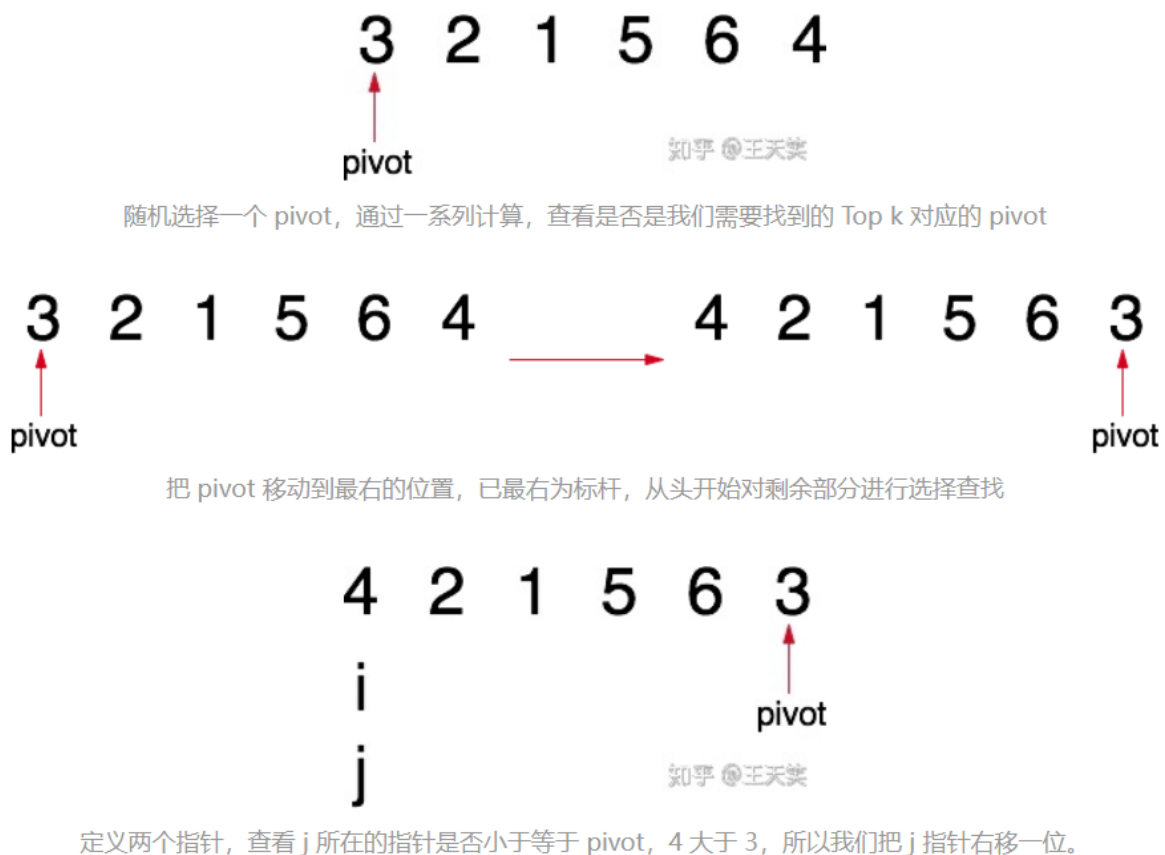 3 2 1 5 6 4
pivot
知乎 @王天笑
随机选择一个 pivot，通过一系列计算，查看是否是我们需要找到的 Top k 对应的 pivot
3 2 1 5 6 4 4 2 1 5 6 3
pivot pivot
把 pivot 移动到最右的位置，已最右为标杆，从头开始对剩余部分进行选择查找
4 2 1 5 6 3
i
pivot
j
知乎 @王天笑
定义两个指针，查看 j 所在的指针是否小于等于 pivot，4 大于 3，所以我们把 j 指针右移一位。